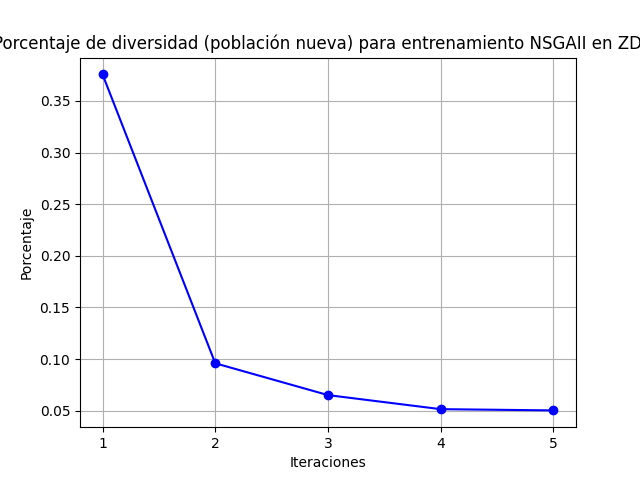 Porcentaje de diversidad (población nueva) para entrenamiento NSGAII en ZD
0.35
0.30
0.25
0.20
0.15
0.10
0.05
Porcentaje
1 2 3 4 5
Iteraciones